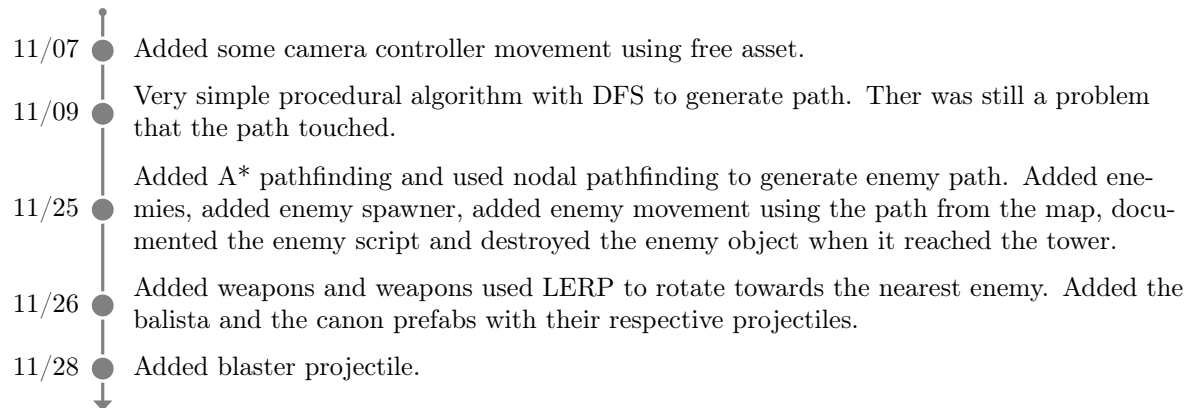 11/07 Added some camera controller movement using free asset.
Very simple procedural algorithm with DFS to generate path. Ther was still a problem
11/09 that the path touched.
Added A* pathfinding and used nodal pathfinding to generate enemy path. Added ene-
11/25 mies, added enemy spawner, added enemy movement using the path from the map, docu-
mented the enemy script and destroyed the enemy object when it reached the tower.
11/26 Added weapons and weapons used LERP to rotate towards the nearest enemy. Added the
balista and the canon prefabs with their respective projectiles.
11/28 Added blaster projectile.